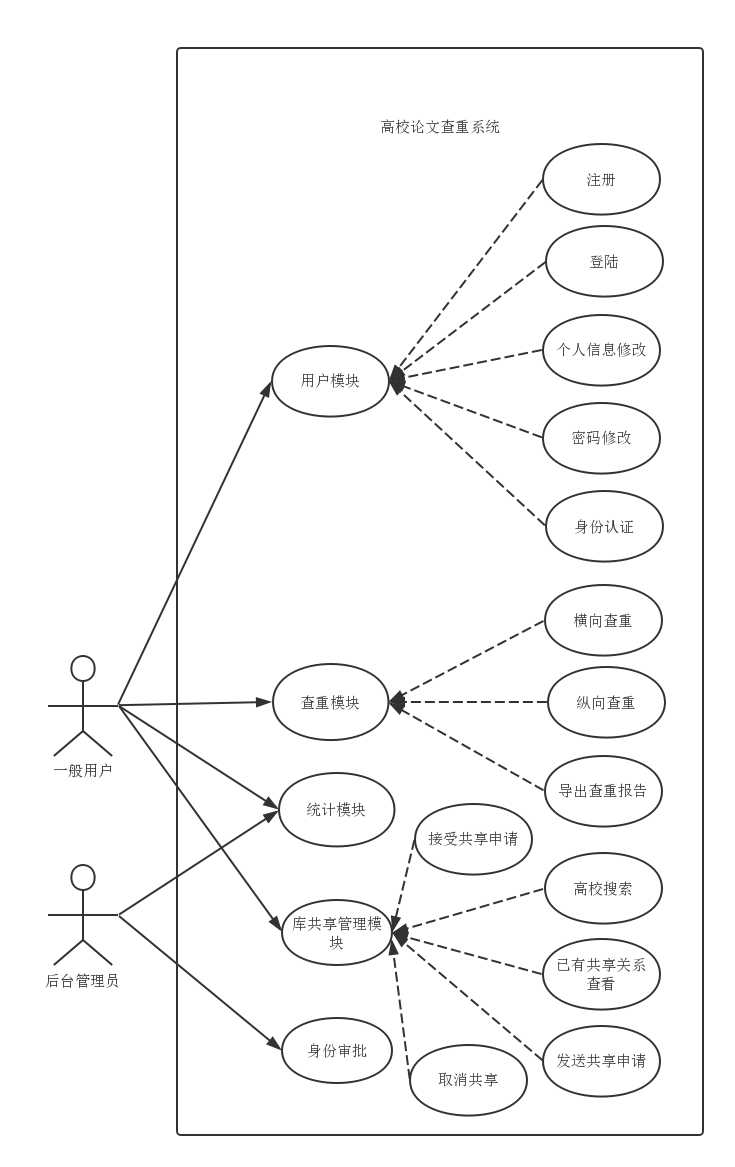 高校论文查重系统
注册
登陆
个人信息修改
用户模块
密码修改
身份认证
横向查重
查重模块
纵向查重
一般用户
导出查重报告
统计模块
接受共享申请
高校搜索
库共享管理模
块
已有共享关系
查看
后台管理员
身份审批
发送共享申请
取消共享